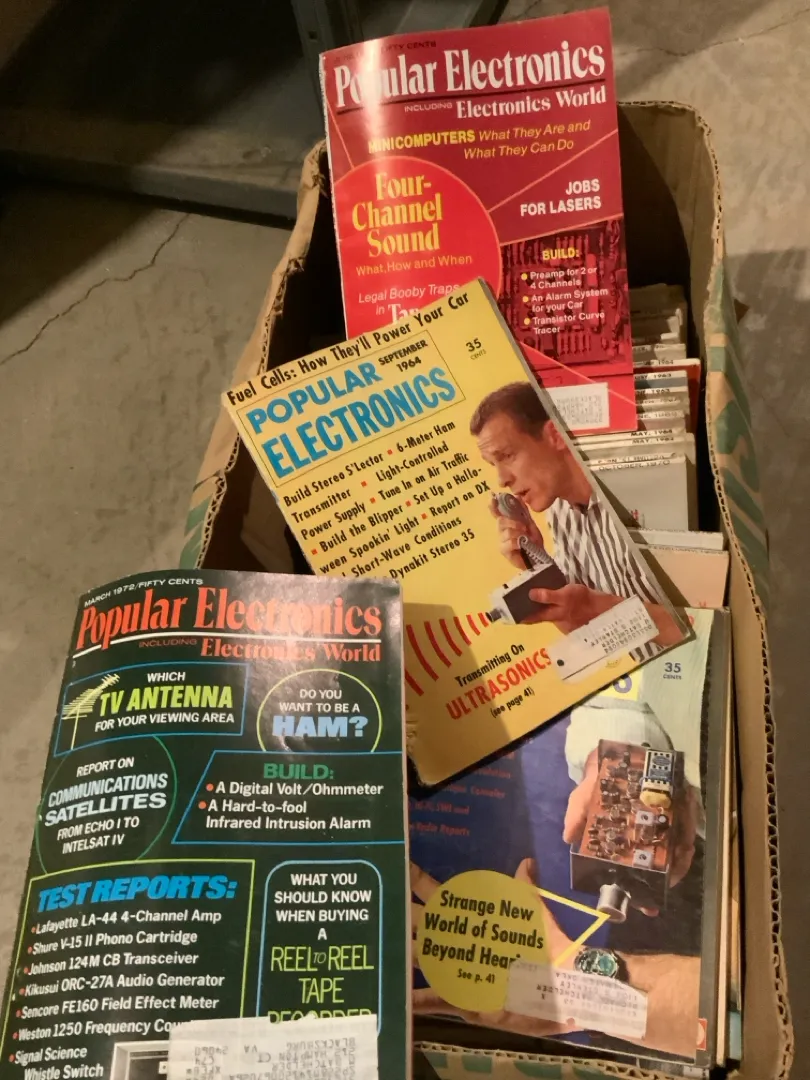 FIFTY CENTS
Popular Electronics
INCLUDING Electronics World
MINICOMPUTERS What They Are and
What They Can Do
Four-
Channel
Sound
What, How and When
JOBS
FOR LASERS
Legal Booby Traps
in Tap
BUILD:
Preamp for 2 or
4 Channels
An Alarm System
for your Car
Transistor Curve
Tracer
Fuel Cells: How They'll Power Your Car
POPULAR
ELECTRONICS
SEPTEMBER
1964
35
CENTS
Build Stereo S'Lector • 6-Meter Ham
Transmitter • Light-Controlled
Power Supply • Tune In on Air Traffic
• Build the Blipper • Set Up a Hallo-
ween Spookin' Light • Report on DX
Short-Wave Conditions
Dynakit Stereo 35
Transmitting On
ULTRASONICS
(see page 41)
MARCH 1972/FIFTY CENTS
Popular Electronics
INCLUDING Electronics World
WHICH
TV ANTENNA
FOR YOUR VIEWING AREA
DO YOU
WANT TO BE A
HAM?
REPORT ON
COMMUNICATIONS
SATELLITES
FROM ECHO I TO
INTELSAT IV
BUILD:
• A Digital Volt/Ohmmeter
• A Hard-to-fool
Infrared Intrusion Alarm
TEST REPORTS:
• Lafayette LA-44 4-Channel Amp
• Shure V-15 II Phono Cartridge
• Johnson 124M CB Transceiver
• Kikusui ORC-27A Audio Generator
• Sencore FE160 Field Effect Meter
• Weston 1250 Frequency Cou
• Signal Science
Whistle Switch
WHAT YOU
SHOULD KNOW
WHEN BUYING
A
REEL TO REEL
TAPE
RECORDER
35
CENTS
Reports
Strange New
World of Sounds
Beyond Hear
See p. 41